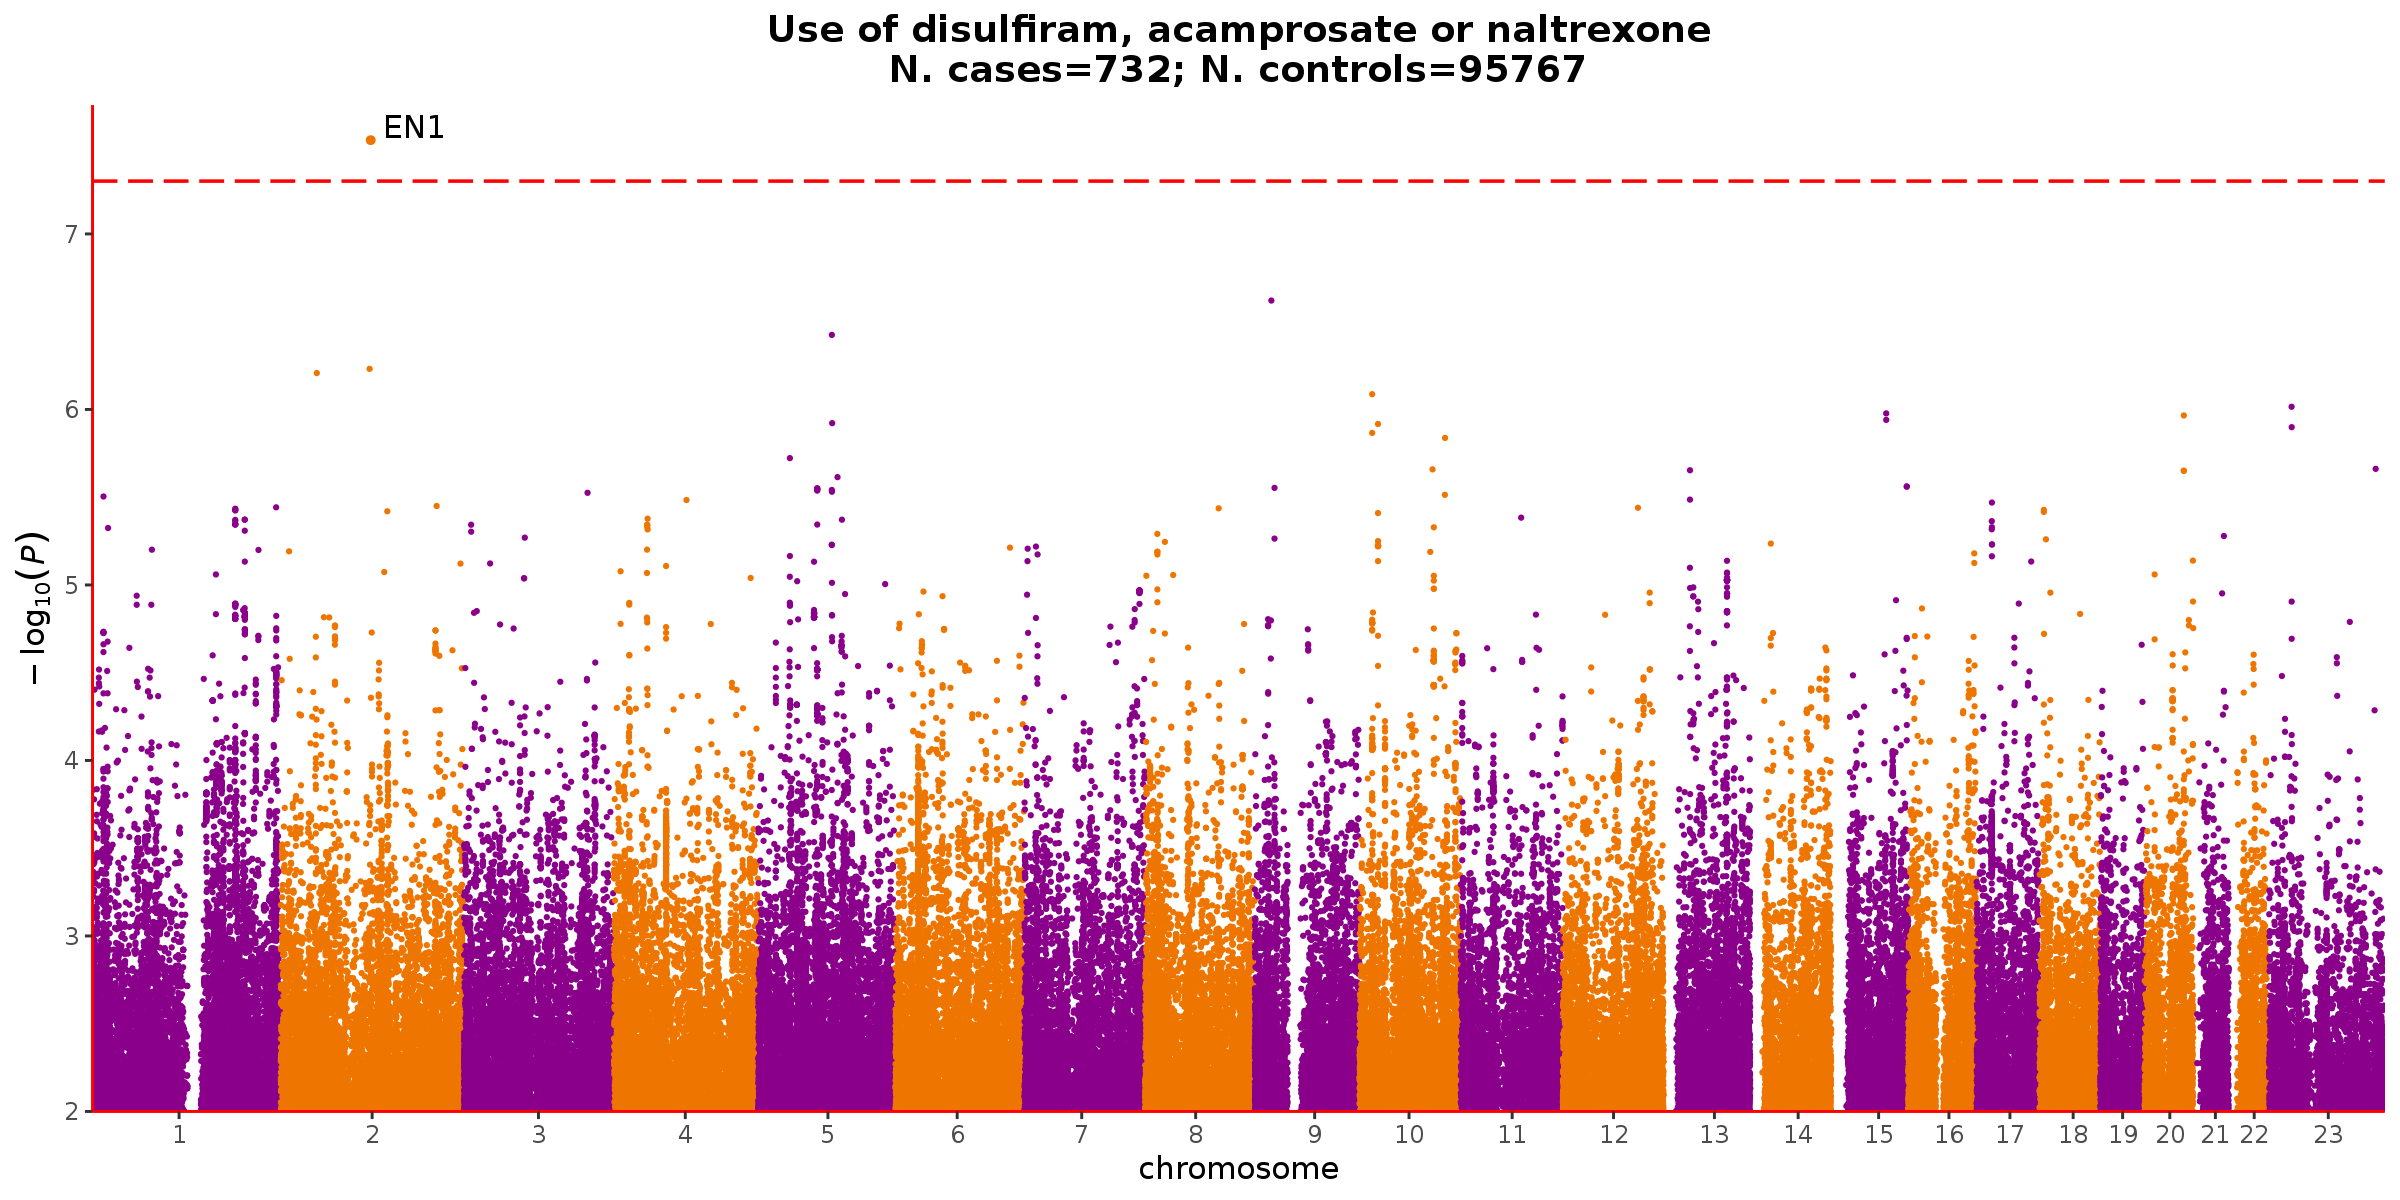 Use of disulfiram, acamprosate or naltrexone
N. cases=732; N. controls=95767
EN1
7
6
5
4
3
2
−log10(P)
1 2 3 4 5 6 7 8 9 10 11 12 13 14 15 16 17 18 19 20 21 22 23
chromosome